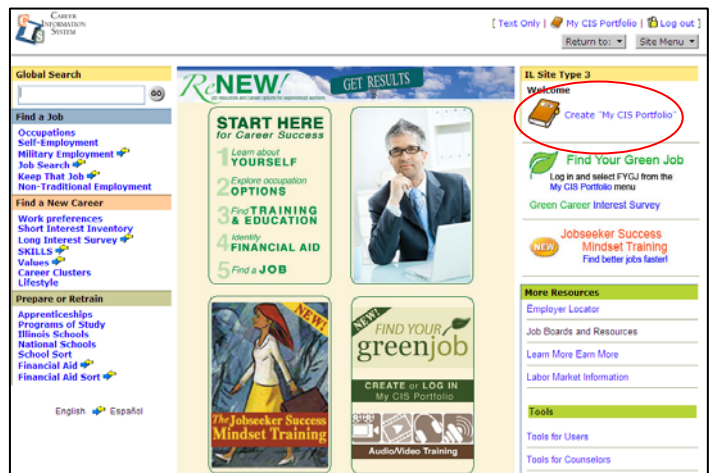 CAREER
INFORMATION
SYSTEM
[ Text Only | My CIS Portfolio | Log out ]
Return to:
Site Menu
Global Search
GO
Find a Job
Occupations
Self-Employment
Military Employment
Job Search
Keep That Job
Non-Traditional Employment
Find a New Career
Work preferences
Short Interest Inventory
Long Interest Survey
SKILLS
Values
Career Clusters
Lifestyle
Prepare or Retrain
Apprenticeships
Programs of Study
Illinois Schools
National Schools
School Sort
Financial Aid
Financial Aid Sort
English Español
ReNEW!
GET RESULTS
START HERE
for Career Success
1 Learn about
YOURSELF
2 Explore occupation
OPTIONS
3 Find TRAINING
& EDUCATION
4 Identify
FINANCIAL AID
5 Find a JOB
NEW!
The Jobseeker Success
Mindset Training
NEW!
FIND YOUR
greenjob
CREATE or LOG IN
My CIS Portfolio
Audio/Video Training
IL Site Type 3
Welcome
Create "My CIS Portfolio"
Find Your Green Job
Log in and select FYGJ from the
My CIS Portfolio menu
Green Career Interest Survey
NEW
Jobseeker Success
Mindset Training
Find better jobs faster!
More Resources
Employer Locator
Job Boards and Resources
Learn More Earn More
Labor Market Information
Tools
Tools for Users
Tools for Counselors